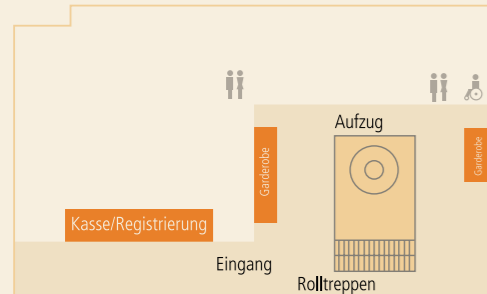 Aufzug
Garderobe
Garderobe
Kasse/Registrierung
Eingang
Rolltreppen